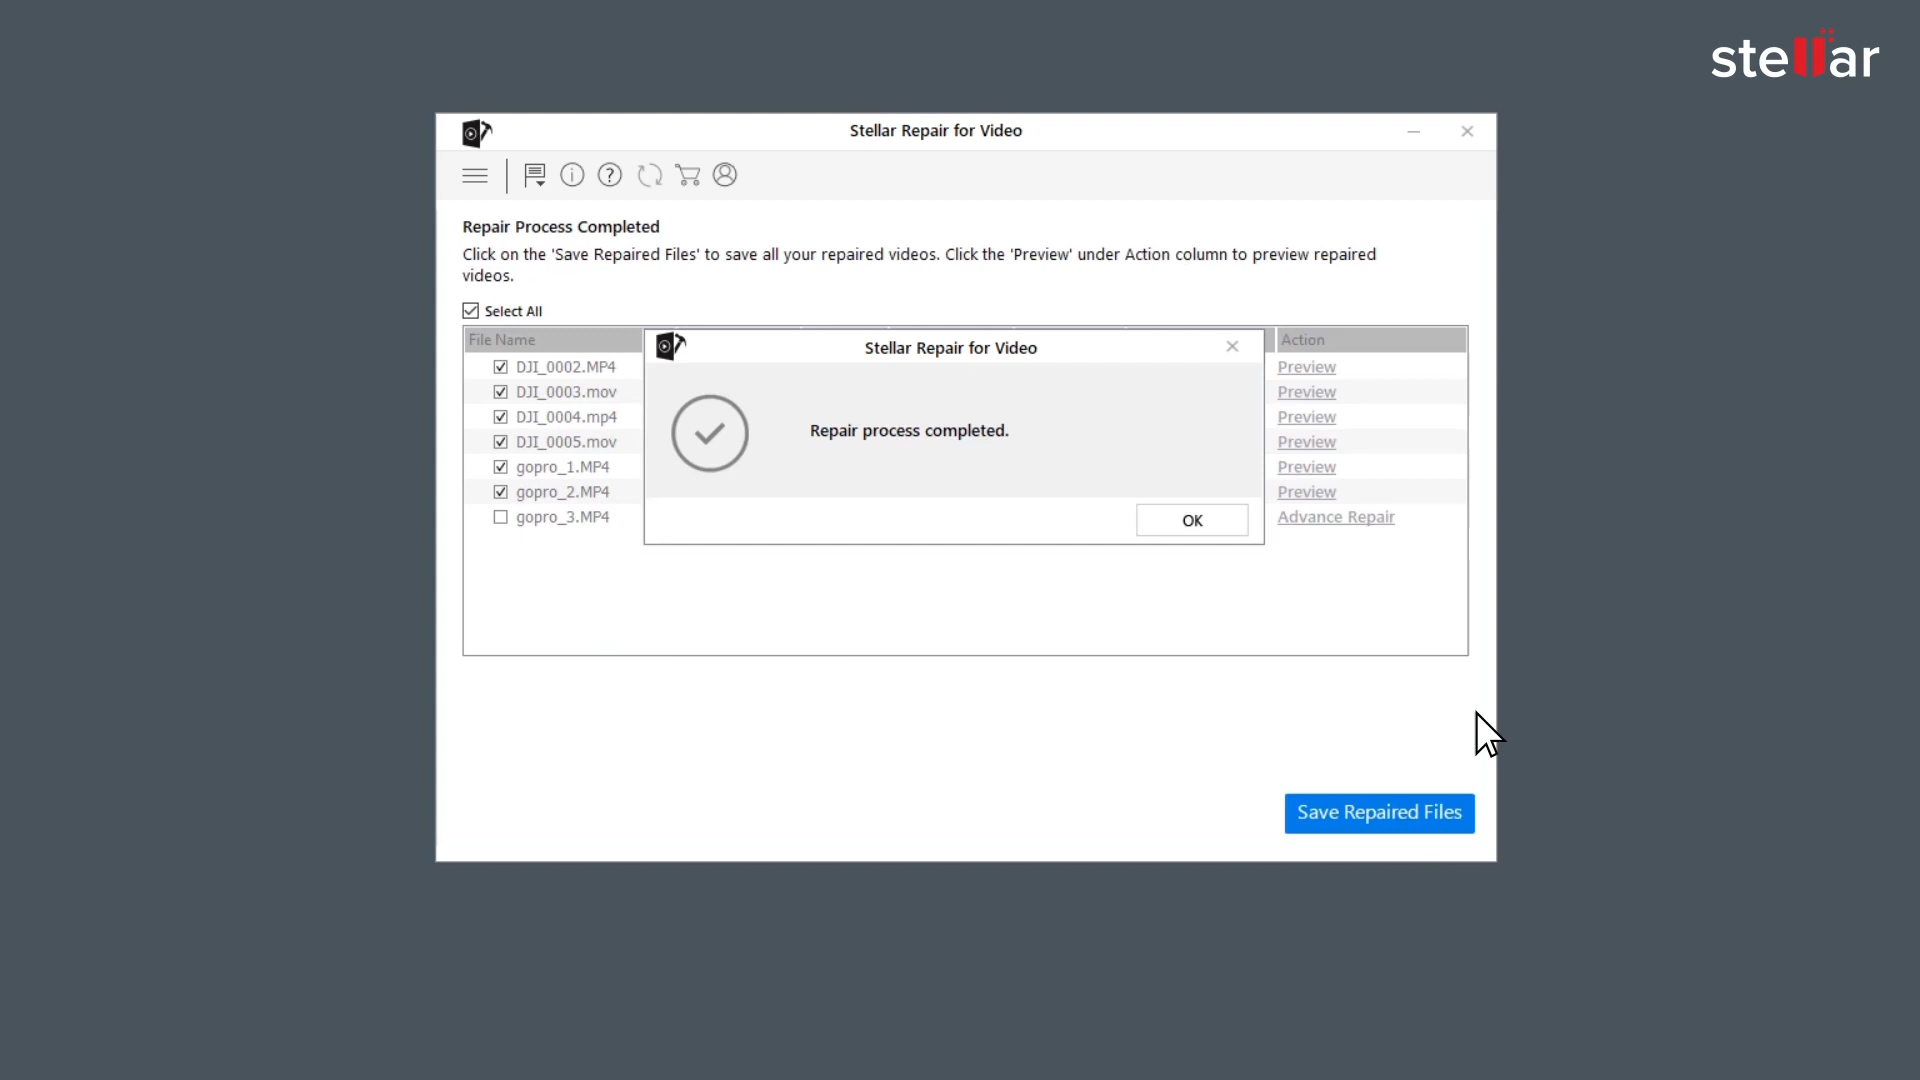 stellar
Stellar Repair for Video
Repair Process Completed
Click on the 'Save Repaired Files' to save all your repaired videos. Click the 'Preview' under Action column to preview repaired
videos.
Select All
File Name
Action
DJI_0002.MP4
Preview
DJI_0003.mov
Preview
DJI_0004.mp4
Preview
DJI_0005.mov
Preview
gopro_1.MP4
Preview
gopro_2.MP4
Preview
gopro_3.MP4
Advance Repair
Stellar Repair for Video
Repair process completed.
OK
Save Repaired Files